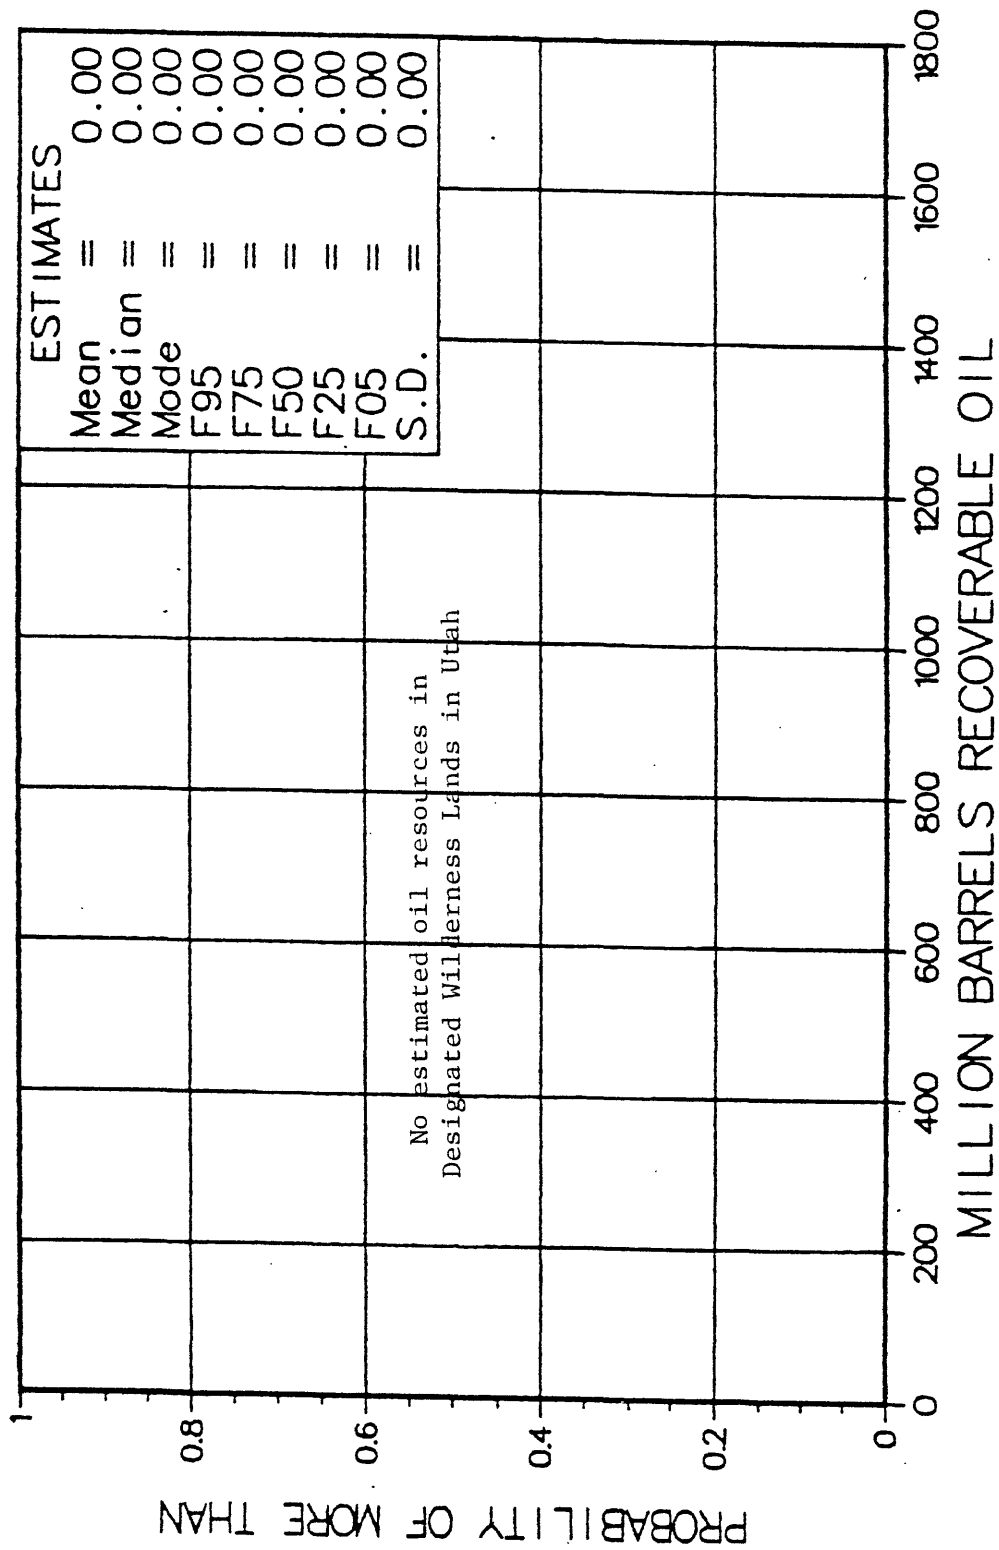 ESTIMATES
Mean = 0.00
Median = 0.00
Mode = 0.00
F95 = 0.00
F75 = 0.00
F50 = 0.00
F25 = 0.00
F05 = 0.00
S.D. = 0.00
No estimated oil resources in
Designated Wilderness Lands in Utah
PROBABILITY OF MORE THAN
1
0.8
0.6
0.4
0.2
0
0 200 400 600 800 1000 1200 1400 1600 1800
MILLION BARRELS RECOVERABLE OIL